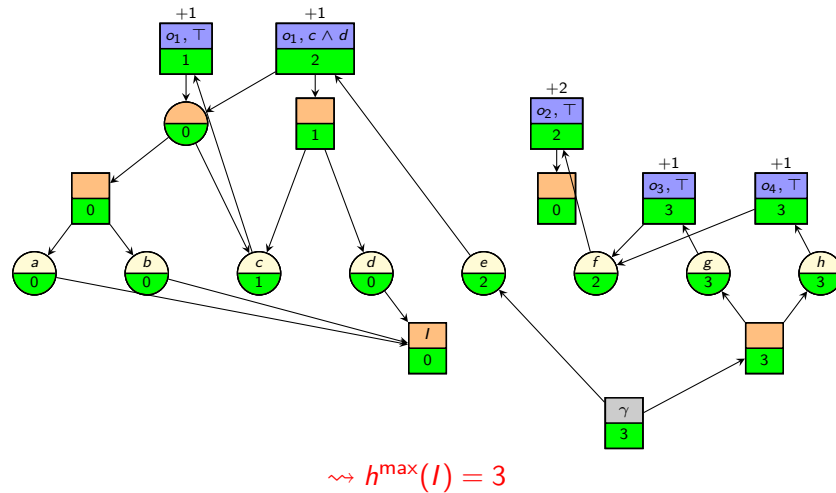 +1 +1
o₁, ⊤ o₁, c ∧ d
1 2
+2
o₂, ⊤
2
0 1
+1 +1
o₃, ⊤ o₄, ⊤
3 3
0 0
a b c d e f g h
0 0 1 0 2 2 3 3
I
0 3
γ
3
⇝ hᵐᵃˣ(I) = 3